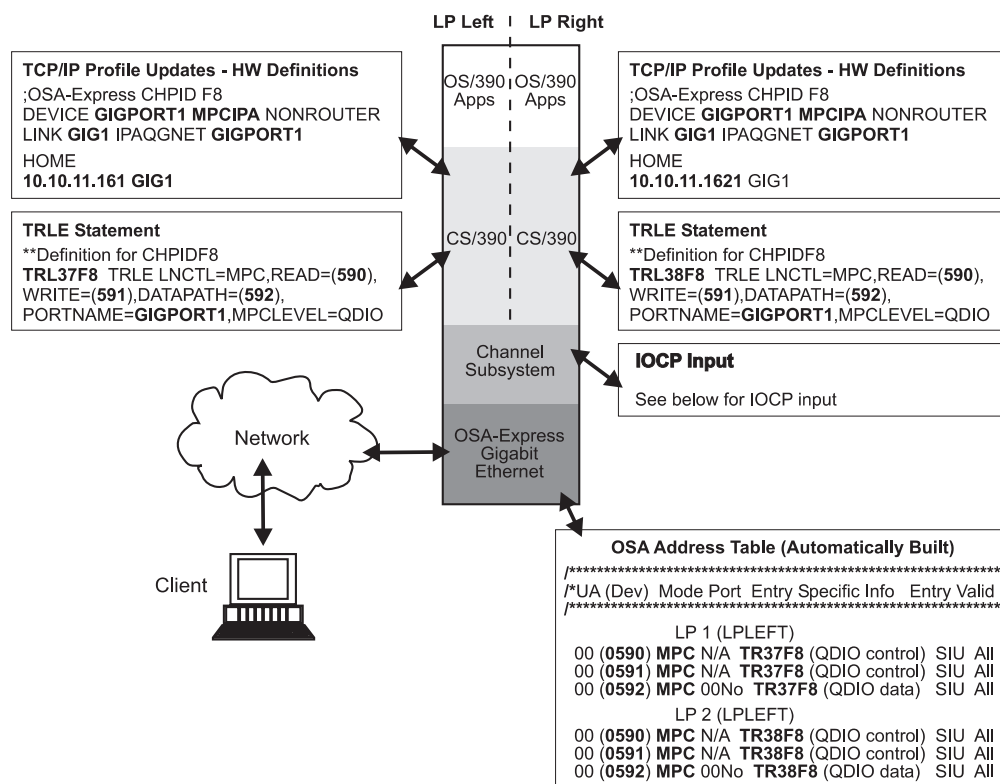 LP Left LP Right
TCP/IP Profile Updates - HW Definitions
;OSA-Express CHPID F8
DEVICE GIGPORT1 MPCIPA NONROUTER
LINK GIG1 IPAQGNET GIGPORT1
HOME
10.10.11.161 GIG1
OS/390 Apps
OS/390 Apps
TCP/IP Profile Updates - HW Definitions
;OSA-Express CHPID F8
DEVICE GIGPORT1 MPCIPA NONROUTER
LINK GIG1 IPAQGNET GIGPORT1
HOME
10.10.11.1621 GIG1
TRLE Statement
**Definition for CHPIDF8
TRL37F8 TRLE LNCTL=MPC,READ=(590),
WRITE=(591),DATAPATH=(592),
PORTNAME=GIGPORT1,MPCLEVEL=QDIO
CS/390 CS/390
TRLE Statement
**Definition for CHPIDF8
TRL38F8 TRLE LNCTL=MPC,READ=(590),
WRITE=(591),DATAPATH=(592),
PORTNAME=GIGPORT1,MPCLEVEL=QDIO
Channel
Subsystem
IOCP Input
See below for IOCP input
Network
OSA-Express
Gigabit
Ethernet
Client
OSA Address Table (Automatically Built)
/************************************************************
/*UA (Dev) Mode Port Entry Specific Info Entry Valid
/************************************************************
LP 1 (LPLEFT)
00 (0590) MPC N/A TR37F8 (QDIO control) SIU All
00 (0591) MPC N/A TR37F8 (QDIO control) SIU All
00 (0592) MPC 00No TR37F8 (QDIO data) SIU All
LP 2 (LPLEFT)
00 (0590) MPC N/A TR38F8 (QDIO control) SIU All
00 (0591) MPC N/A TR38F8 (QDIO control) SIU All
00 (0592) MPC 00No TR38F8 (QDIO data) SIU All